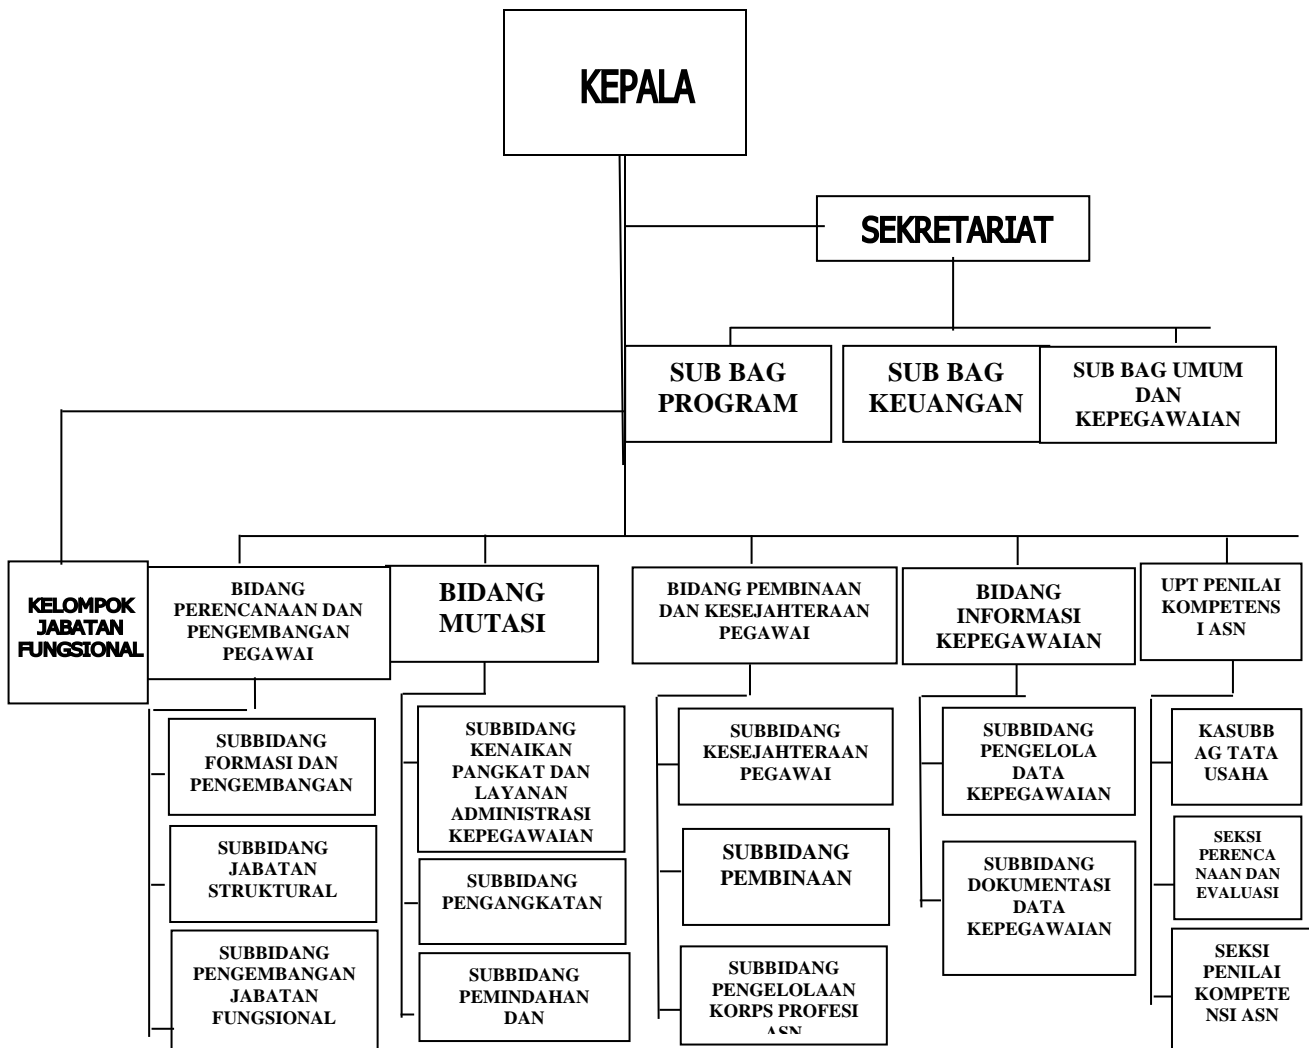 KEPALA
SEKRETARIAT
SUB BAG
PROGRAM
SUB BAG
KEUANGAN
SUB BAG UMUM
DAN
KEPEGAWAIAN
KELOMPOK
JABATAN
FUNGSIONAL
BIDANG
PERENCANAAN DAN
PENGEMBANGAN
PEGAWAI
BIDANG
MUTASI
BIDANG PEMBINAAN
DAN KESEJAHTERAAN
PEGAWAI
BIDANG
INFORMASI
KEPEGAWAIAN
UPT PENILAI
KOMPETENS
I ASN
SUBBIDANG
FORMASI DAN
PENGEMBANGAN
SUBBIDANG
JABATAN
STRUKTURAL
SUBBIDANG
PENGEMBANGAN
JABATAN
FUNGSIONAL
SUBBIDANG
KENAIKAN
PANGKAT DAN
LAYANAN
ADMINISTRASI
KEPEGAWAIAN
SUBBIDANG
PENGANGKATAN
SUBBIDANG
PEMINDAHAN
DAN
SUBBIDANG
KESEJAHTERAAN
PEGAWAI
SUBBIDANG
PEMBINAAN
SUBBIDANG
PENGELOLAAN
KORPS PROFESI
ASN
SUBBIDANG
PENGELOLA
DATA
KEPEGAWAIAN
SUBBIDANG
DOKUMENTASI
DATA
KEPEGAWAIAN
KASUBB
AG TATA
USAHA
SEKSI
PERENCA
NAAN DAN
EVALUASI
SEKSI
PENILAI
KOMPETE
NSI ASN